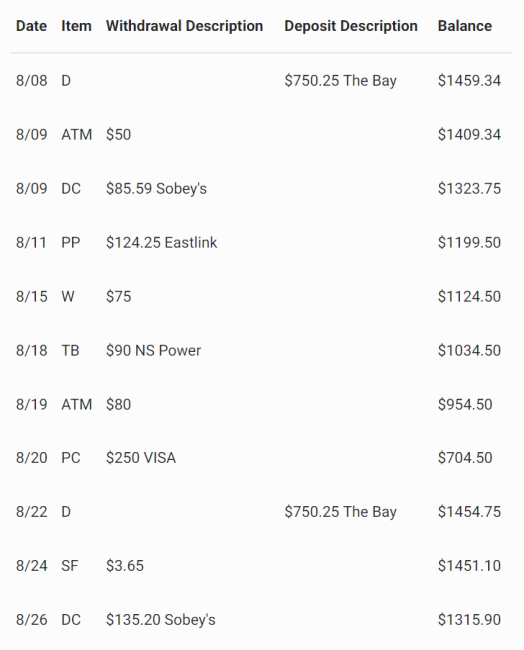 Date Item Withdrawal Description Deposit Description Balance
8/08 D $750.25 The Bay $1459.34
8/09 ATM $50 $1409.34
8/09 DC $85.59 Sobey's $1323.75
8/11 PP $124.25 Eastlink $1199.50
8/15 W $75 $1124.50
8/18 TB $90 NS Power $1034.50
8/19 ATM $80 $954.50
8/20 PC $250 VISA $704.50
8/22 D $750.25 The Bay $1454.75
8/24 SF $3.65 $1451.10
8/26 DC $135.20 Sobey's $1315.90